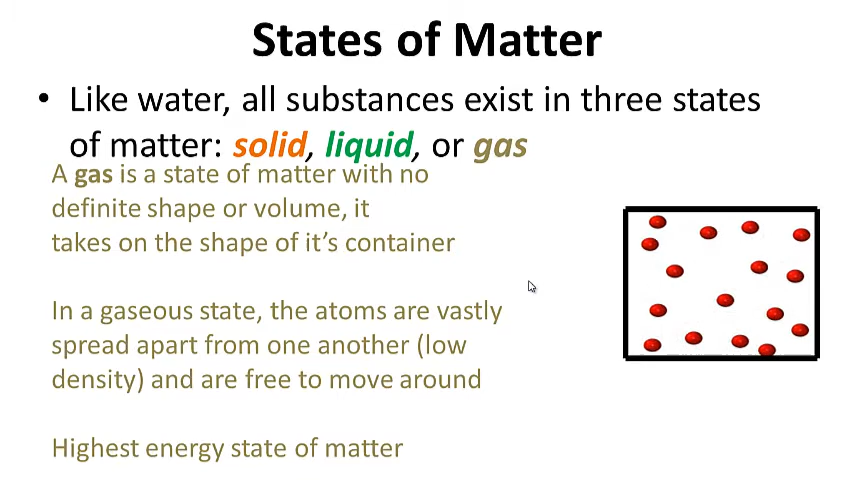 States of Matter
• Like water, all substances exist in three states
of matter: solid, liquid, or gas
A gas is a state of matter with no
definite shape or volume, it
takes on the shape of it’s container
In a gaseous state, the atoms are vastly
spread apart from one another (low
density) and are free to move around
Highest energy state of matter